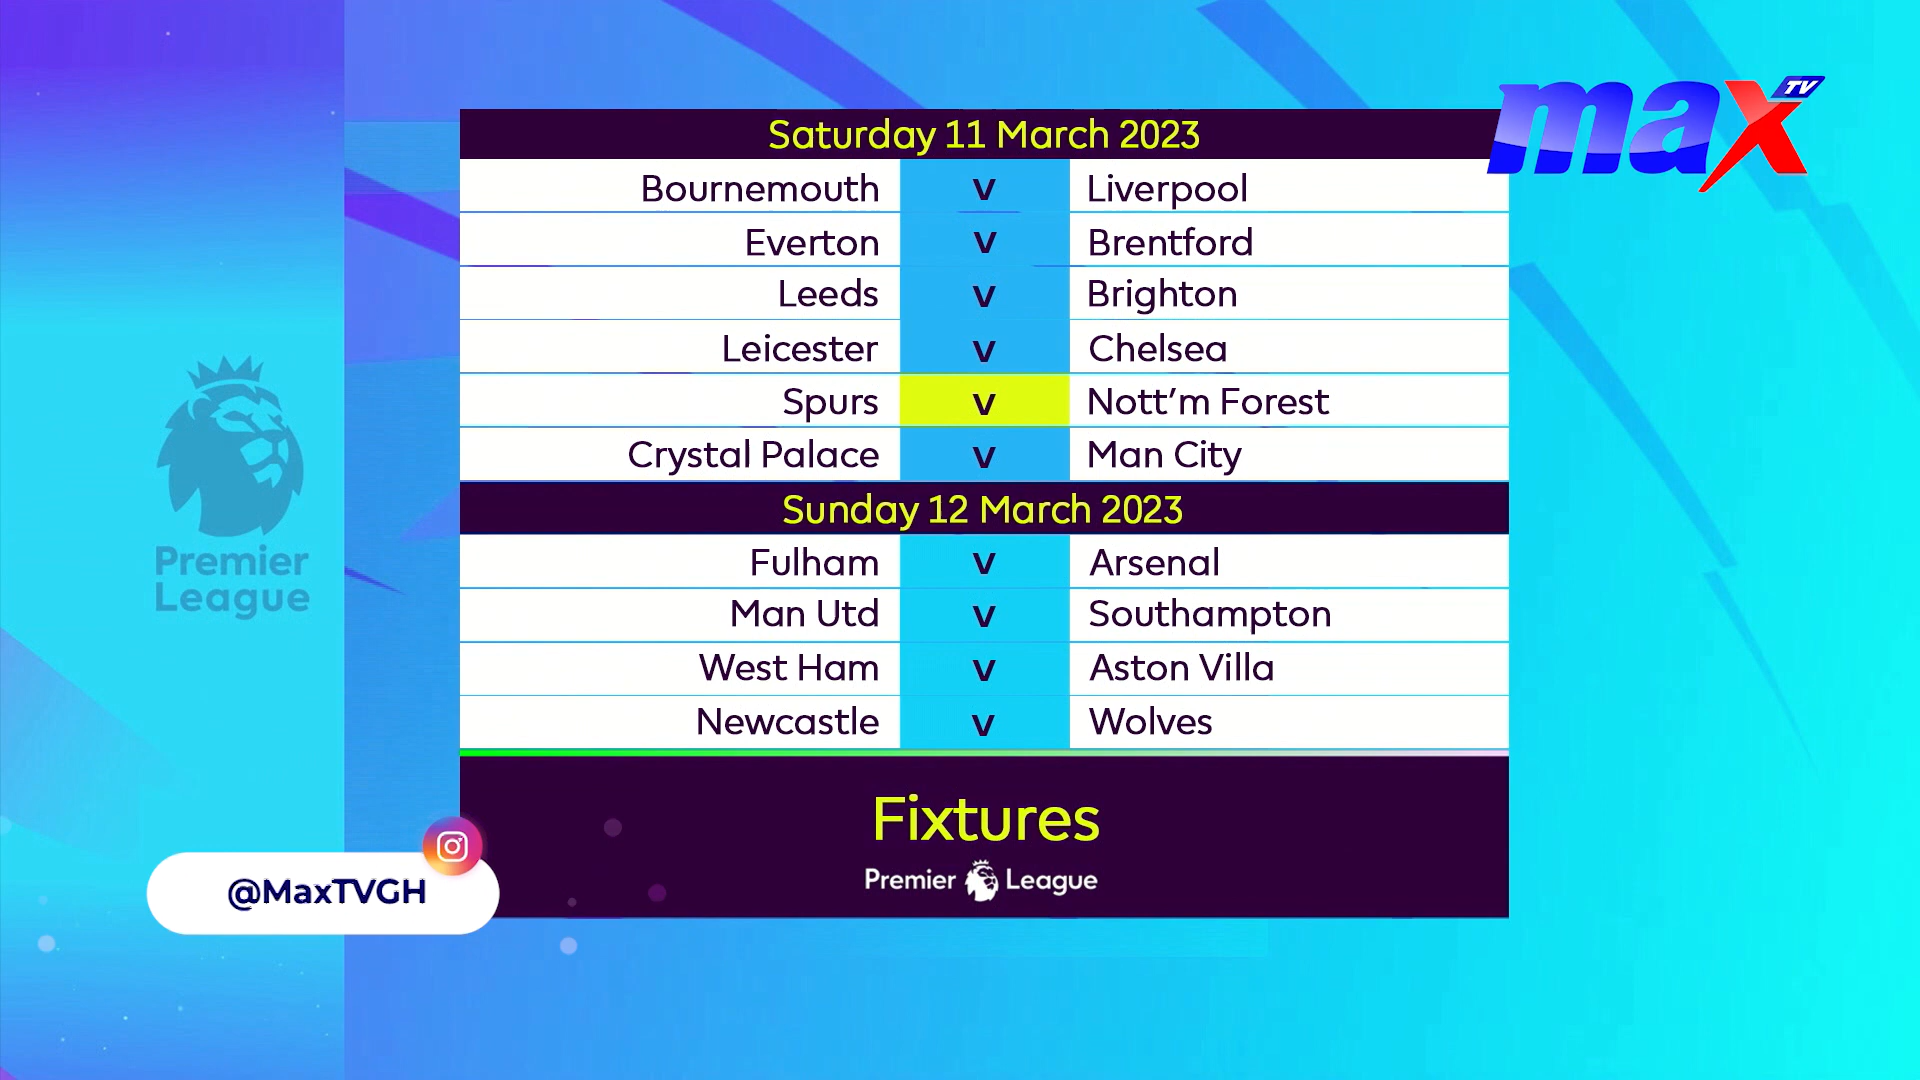 max TV
Saturday 11 March 2023
Bournemouth v Liverpool
Everton v Brentford
Leeds v Brighton
Leicester v Chelsea
Spurs v Nott’m Forest
Crystal Palace v Man City
Sunday 12 March 2023
Fulham v Arsenal
Man Utd v Southampton
West Ham v Aston Villa
Newcastle v Wolves
Fixtures
Premier League
Premier
League
@MaxTVGH